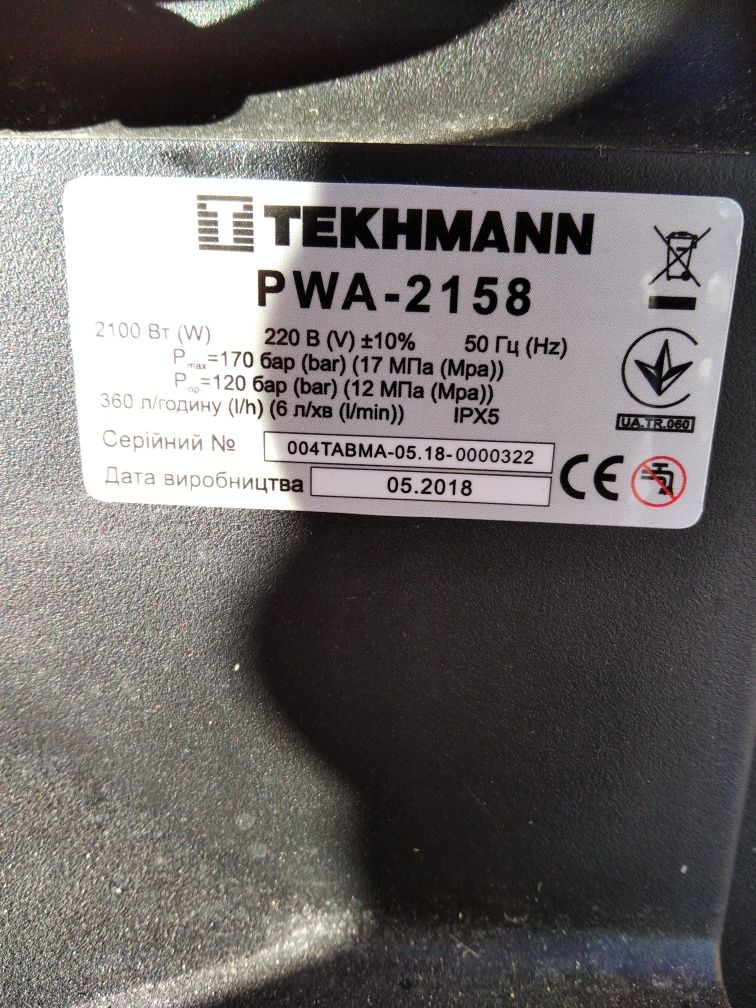 TEKHMANN
PWA-2158
2100 Вт (W) 220 В (V) ±10% 50 Гц (Hz)
Pmax=170 бар (bar) (17 МПа (Mpa))
Pop=120 бар (bar) (12 МПа (Mpa))
360 л/годину (l/h) (6 л/хв (l/min)) IPX5
UA.TR.060
Серійний № 004TABMA-05.18-0000322
Дата виробництва 05.2018
CE